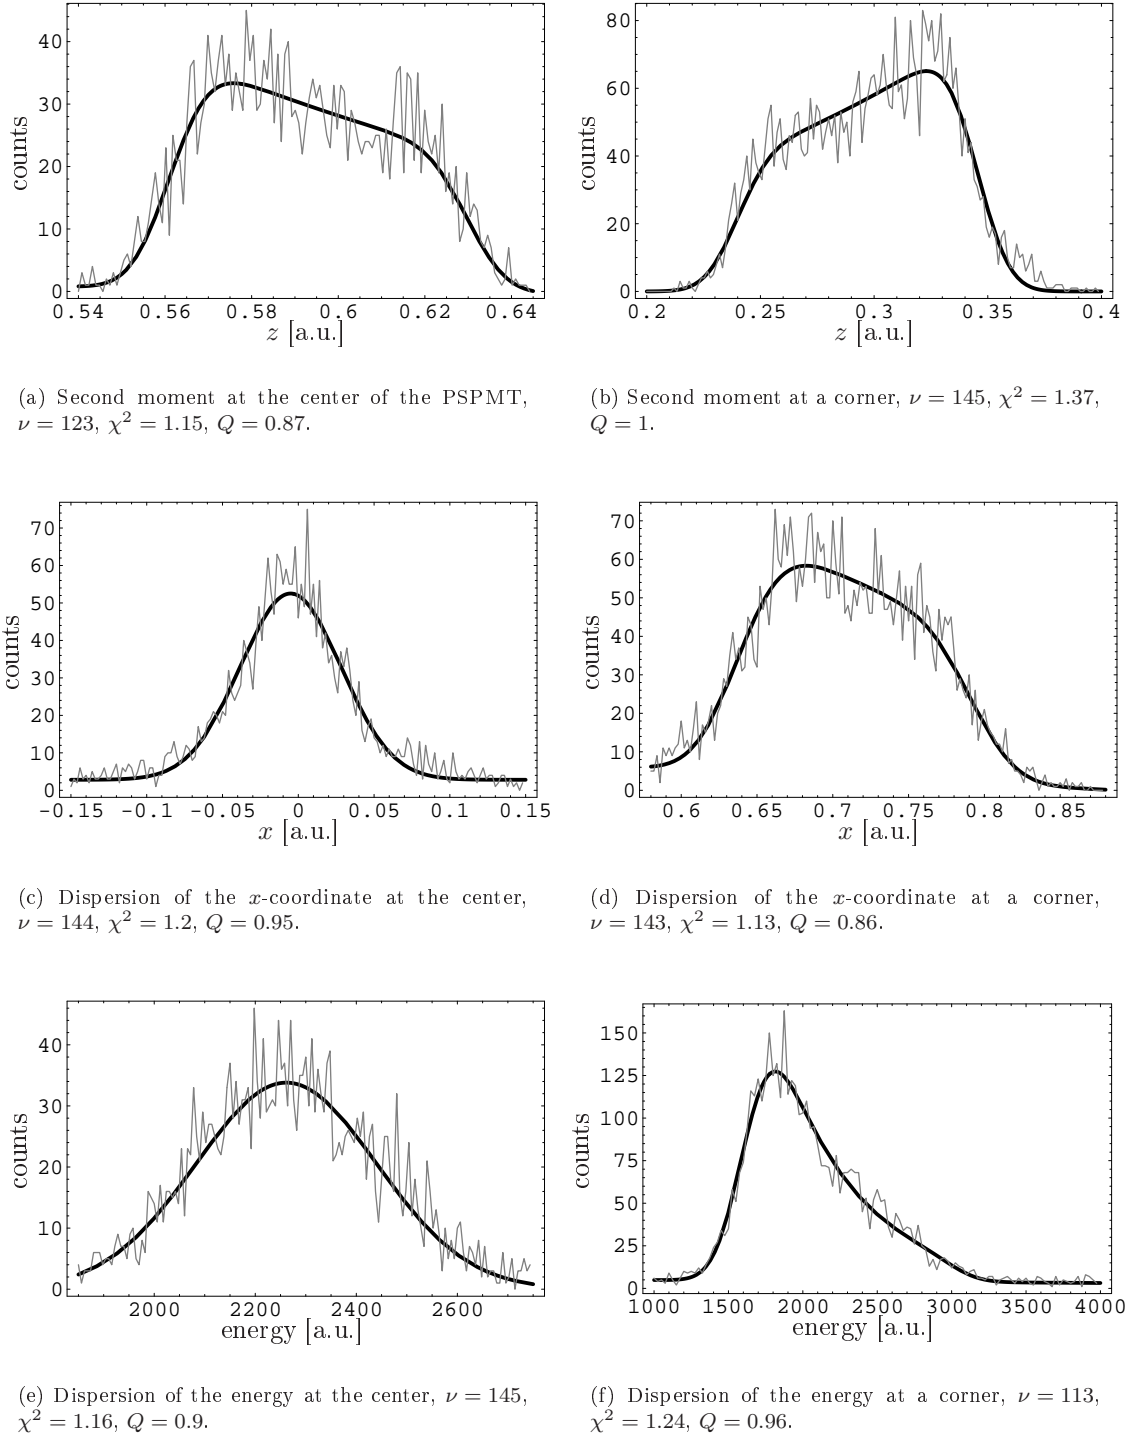 counts
40
30
20
10
0
0.54 0.56 0.58 0.6 0.62 0.64
z [a.u.]
counts
80
60
40
20
0
0.2 0.25 0.3 0.35 0.4
z [a.u.]
(a) Second moment at the center of the PSPMT,
ν = 123, χ² = 1.15, Q = 0.87.
(b) Second moment at a corner, ν = 145, χ² = 1.37,
Q = 1.
counts
70
60
50
40
30
20
10
0
-0.15 -0.1 -0.05 0 0.05 0.1 0.15
x [a.u.]
counts
70
60
50
40
30
20
10
0
0.6 0.65 0.7 0.75 0.8 0.85
x [a.u.]
(c) Dispersion of the x-coordinate at the center,
ν = 144, χ² = 1.2, Q = 0.95.
(d) Dispersion of the x-coordinate at a corner,
ν = 143, χ² = 1.13, Q = 0.86.
counts
40
30
20
10
0
2000 2200 2400 2600
energy [a.u.]
counts
150
125
100
75
50
25
0
1000 1500 2000 2500 3000 3500 4000
energy [a.u.]
(e) Dispersion of the energy at the center, ν = 145,
χ² = 1.16, Q = 0.9.
(f) Dispersion of the energy at a corner, ν = 113,
χ² = 1.24, Q = 0.96.